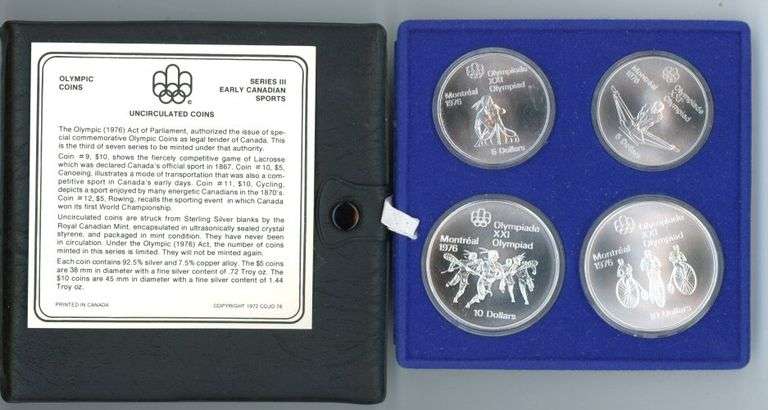 OLYMPIC
COINS
SERIES III
EARLY CANADIAN
SPORTS
UNCIRCULATED COINS
The Olympic (1976) Act of Parliament, authorized the issue of spe-
cial commemorative Olympic Coins as legal tender of Canada. This
is the third of seven series to be minted under that authority.
Coin #9, $10, shows the fiercely competitive game of Lacrosse
which was declared Canada's official sport in 1867. Coin #10, $5,
Canoeing, illustrates a mode of transportation that was also a com-
petitive sport in Canada's early days. Coin #11, $10, Cycling,
depicts a sport enjoyed by many energetic Canadians in the 1870's.
Coin #12, $5, Rowing, recalls the sporting event in which Canada
won its first World Championship.
Uncirculated coins are struck from Sterling Silver blanks by the
Royal Canadian Mint, encapsulated in ultrasonically sealed crystal
styrene, and packaged in mint condition. They have never been
in circulation. Under the Olympic (1976) Act, the number of coins
minted in this series is limited. They will not be minted again.
Each coin contains 92.5% silver and 7.5% copper alloy. The $5 coins
are 38 mm in diameter with a fine silver content of .72 Troy oz. The
$10 coins are 45 mm in diameter with a fine silver content of 1.44
Troy oz.
PRINTED IN CANADA
COPYRIGHT 1972 COJO 76
Olympiade
XXI
Olympiad
Montréal
1976
5 Dollars
Montréal
1976
Olympiade
XXI
Olympiad
5 Dollars
Olympiade
XXI
Olympiad
Montréal
1976
10 Dollars
Olympiade
XXI
Olympiad
Montréal
1976
10 Dollars